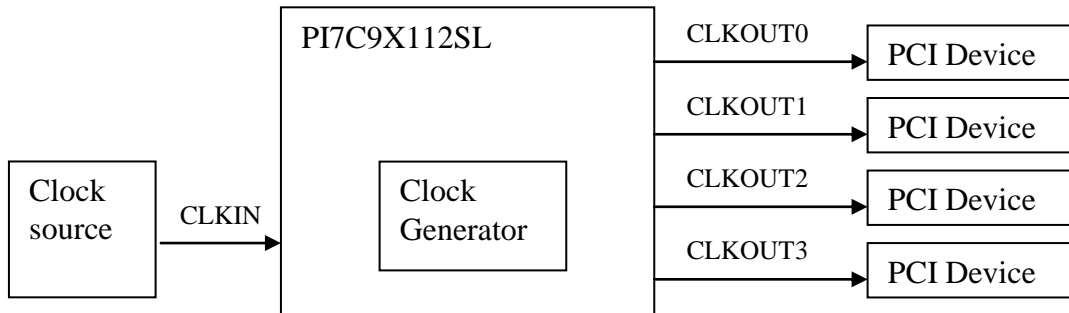 PI7C9X112SL
CLKOUT0
PCI Device
CLKOUT1
PCI Device
Clock
source
CLKIN
Clock
Generator
CLKOUT2
PCI Device
CLKOUT3
PCI Device